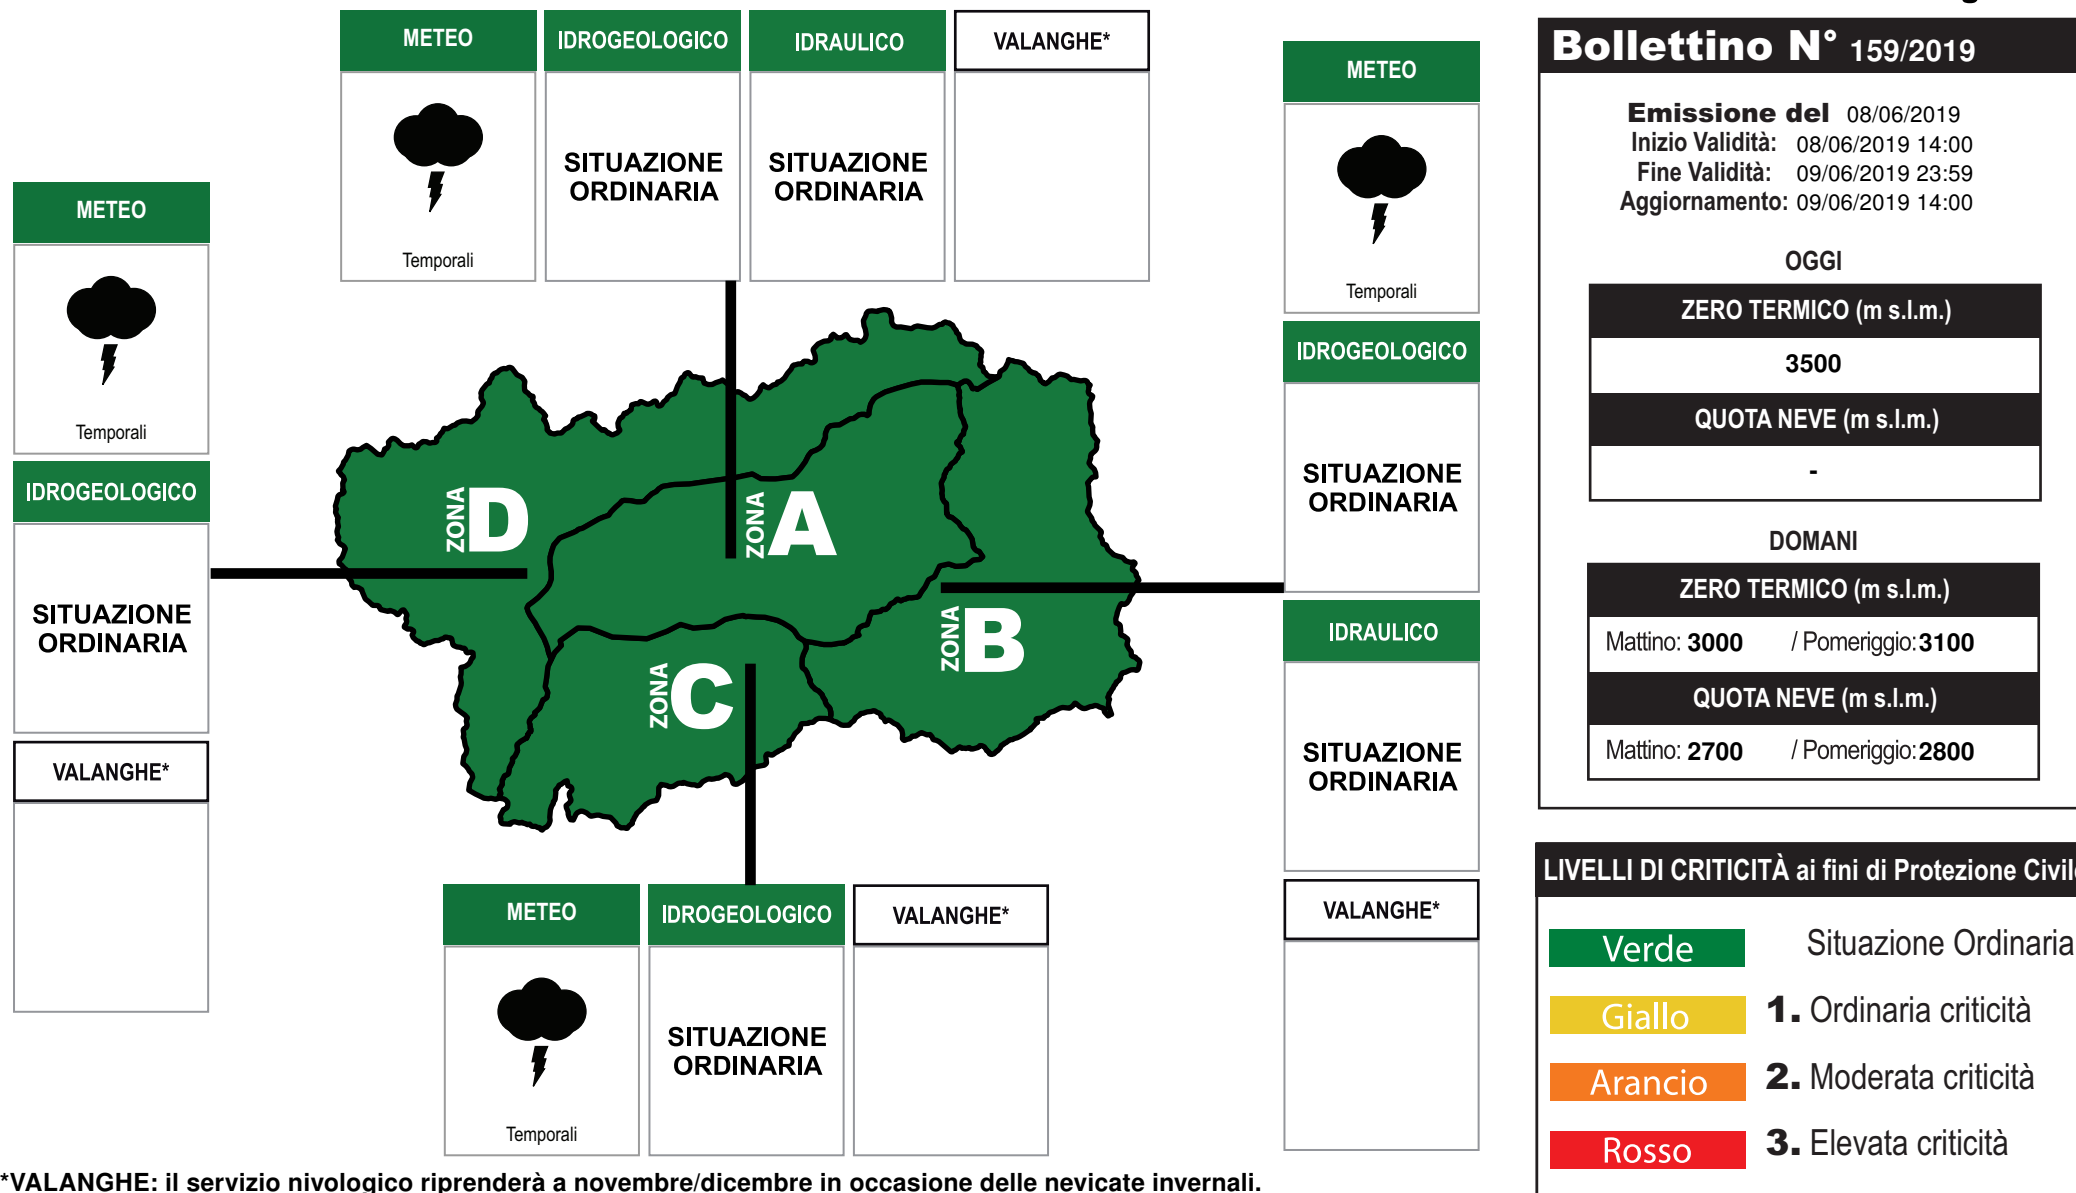 METEO
IDROGEOLOGICO
IDRAULICO
VALANGHE*
Temporali
SITUAZIONE
ORDINARIA
SITUAZIONE
ORDINARIA
METEO
Temporali
IDROGEOLOGICO
SITUAZIONE
ORDINARIA
VALANGHE*
METEO
Temporali
IDROGEOLOGICO
SITUAZIONE
ORDINARIA
IDRAULICO
SITUAZIONE
ORDINARIA
VALANGHE*
ZONA D
ZONA A
ZONA B
ZONA C
METEO
IDROGEOLOGICO
VALANGHE*
Temporali
SITUAZIONE
ORDINARIA
*VALANGHE: il servizio nivologico riprenderà a novembre/dicembre in occasione delle nevicate invernali.
Bollettino N° 159/2019
Emissione del 08/06/2019
Inizio Validità: 08/06/2019 14:00
Fine Validità: 09/06/2019 23:59
Aggiornamento: 09/06/2019 14:00
OGGI
ZERO TERMICO (m s.l.m.)
3500
QUOTA NEVE (m s.l.m.)
-
DOMANI
ZERO TERMICO (m s.l.m.)
Mattino: 3000 / Pomeriggio: 3100
QUOTA NEVE (m s.l.m.)
Mattino: 2700 / Pomeriggio: 2800
LIVELLI DI CRITICITÀ ai fini di Protezione Civile
Verde Situazione Ordinaria
Giallo 1. Ordinaria criticità
Arancio 2. Moderata criticità
Rosso 3. Elevata criticità